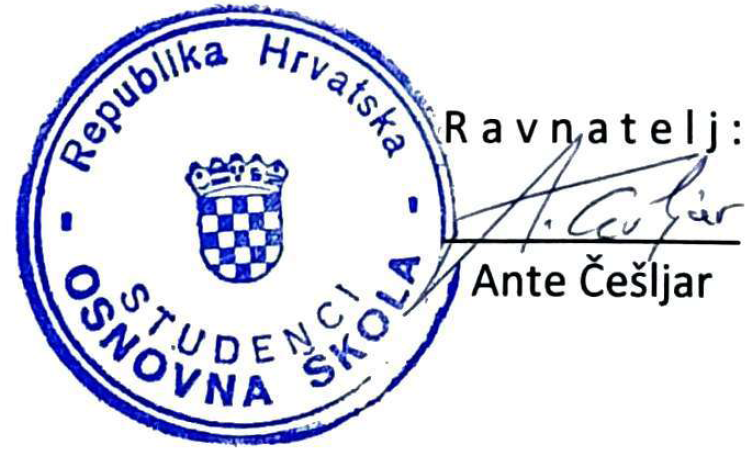 Republika Hrvatska
- OSNOVNA ŠKOLA -
STUDENCI
Ravnatelj:
Ante Češljar